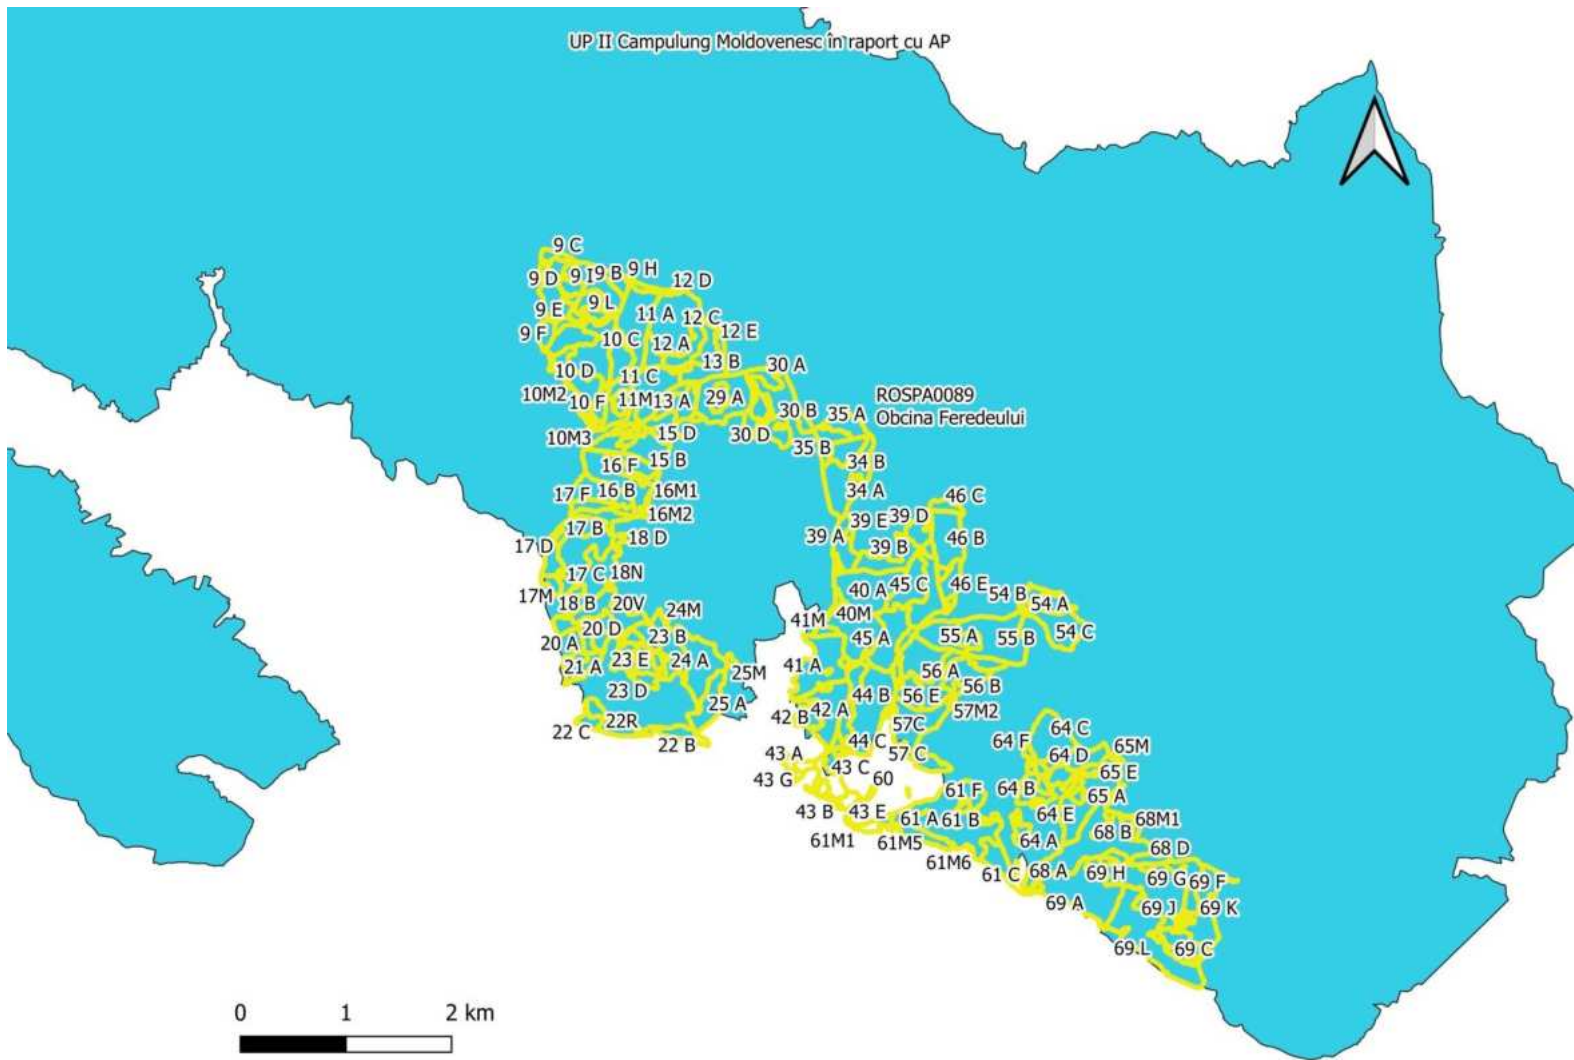 UP II Campulung Moldovenesc în raport cu AP
9 C
9 D
9 I
9 B
9 H
12 D
9 E
9 L
11 A
12 C
9 F
10 C
12 A
12 E
13 B
30 A
10 D
11 C
10M2
10 F
11M
13 A
29 A
30 B
35 A
ROSPA0089
Obcina Feredeului
10M3
15 D
30 D
35 B
16 F
15 B
34 B
17 F
16 B
16M1
34 A
46 C
16M2
39 E
39 D
17 B
18 D
39 A
39 B
46 B
17 D
17 C
18N
40 A
45 C
46 E
54 B
17M
18 B
20V
24M
41M
40M
54 A
20 A
20 D
23 B
45 A
55 A
55 B
54 C
21 A
23 E
24 A
25M
41 A
56 A
56 B
23 D
25 A
44 B
56 E
22 C
22R
22 B
42 B
42 A
57C
57M2
43 A
44 C
57 C
64 F
64 C
64 D
65M
43 G
43 C
60
61 F
64 B
65 E
65 A
43 B
43 E
61 A
61 B
64 E
68M1
61M1
61M5
64 A
68 B
61M6
61 C
68 A
69 H
68 D
69 G
69 F
69 A
69 J
69 K
69 L
69 C
0 1 2 km